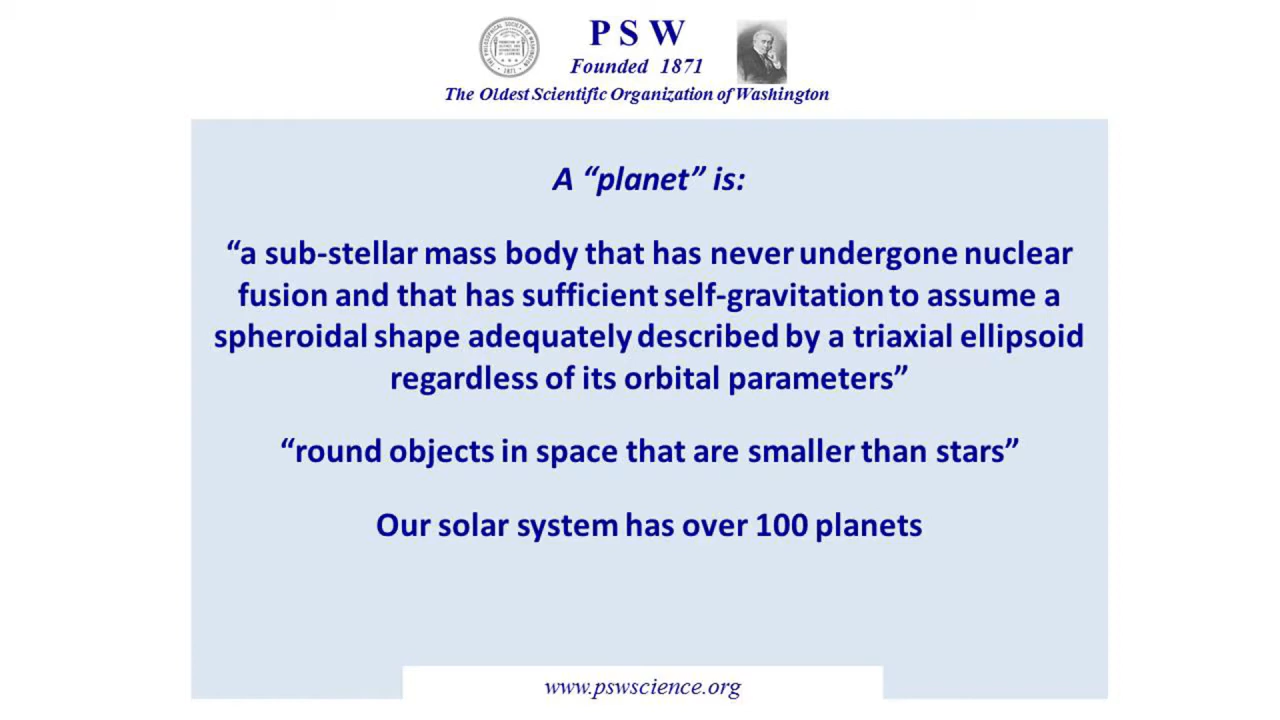 P S W
Founded 1871
The Oldest Scientific Organization of Washington
A “planet” is:
“a sub-stellar mass body that has never undergone nuclear
fusion and that has sufficient self-gravitation to assume a
spheroidal shape adequately described by a triaxial ellipsoid
regardless of its orbital parameters”
“round objects in space that are smaller than stars”
Our solar system has over 100 planets
www.pswscience.org